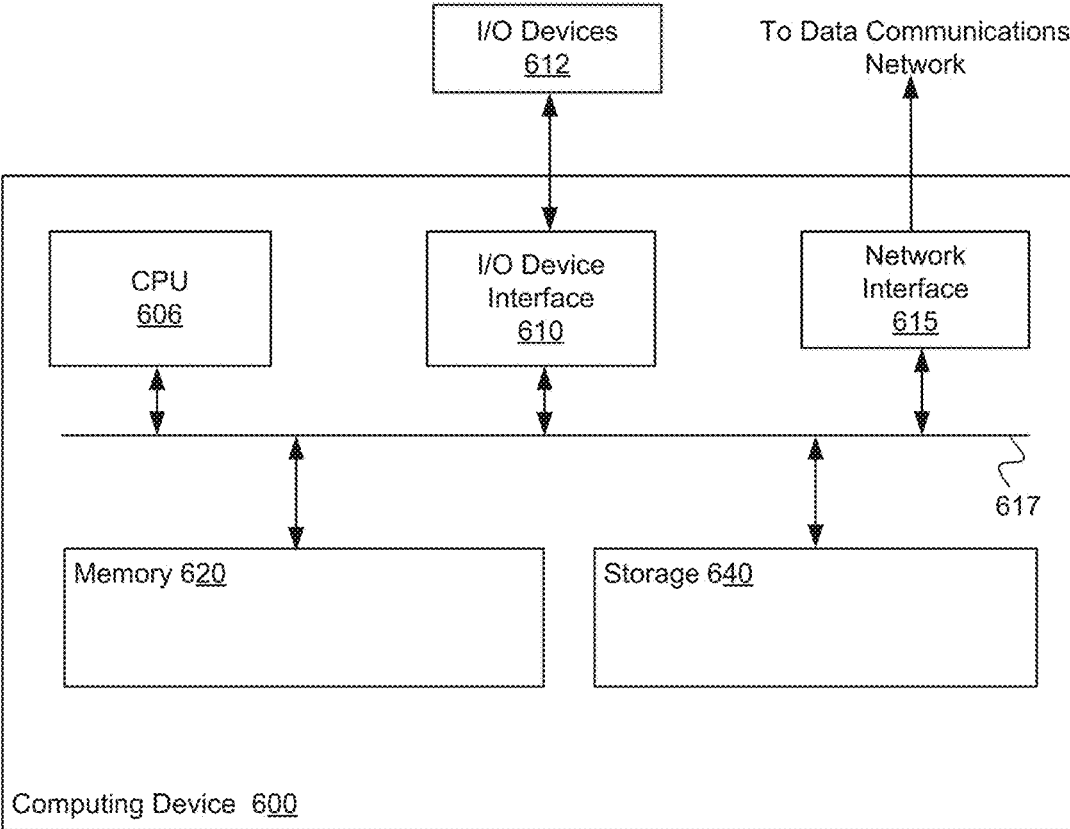 I/O Devices
612
To Data Communications
Network
CPU
606
I/O Device
Interface
610
Network
Interface
615
617
Memory 620
Storage 640
Computing Device 600